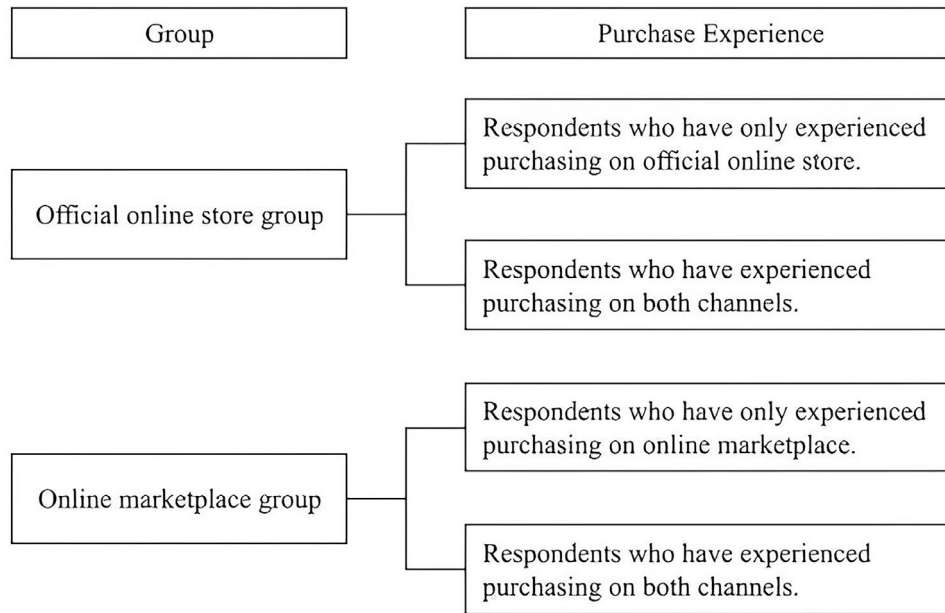 Group
Purchase Experience
Official online store group
Respondents who have only experienced
purchasing on official online store.
Respondents who have experienced
purchasing on both channels.
Online marketplace group
Respondents who have only experienced
purchasing on online marketplace.
Respondents who have experienced
purchasing on both channels.